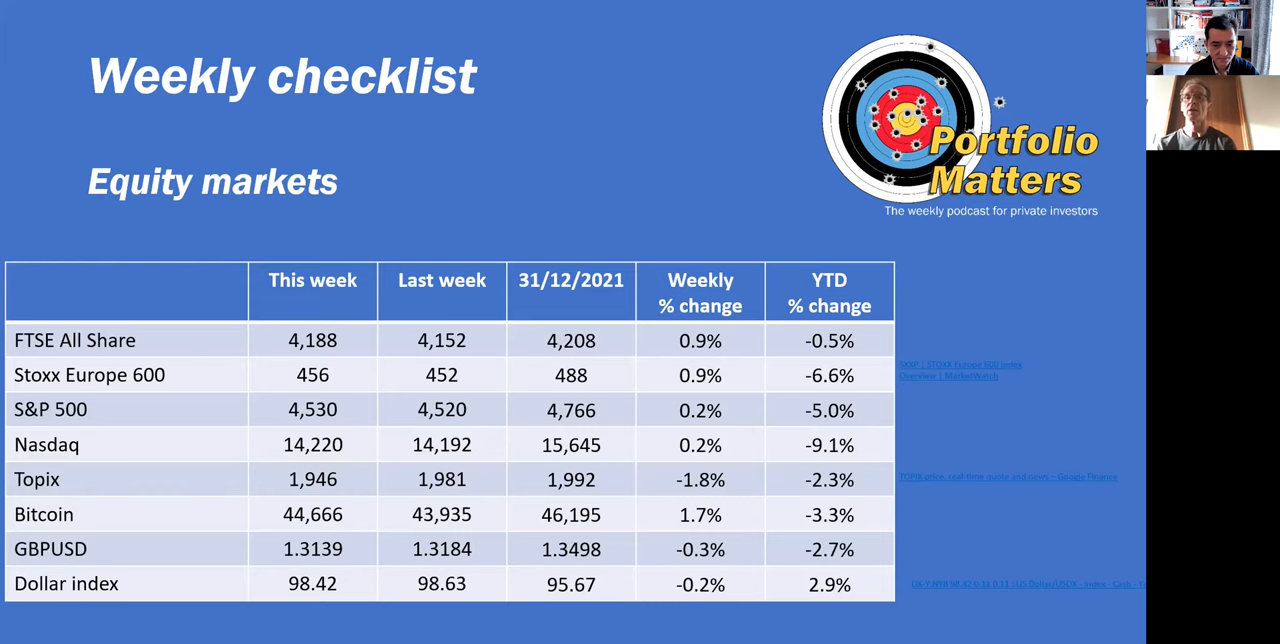 Weekly checklist
Equity markets
Portfolio
Matters
The weekly podcast for private investors
This week Last week 31/12/2021 Weekly % change YTD % change
FTSE All Share 4,188 4,152 4,208 0.9% -0.5%
Stoxx Europe 600 456 452 488 0.9% -6.6%
S&P 500 4,530 4,520 4,766 0.2% -5.0%
Nasdaq 14,220 14,192 15,645 0.2% -9.1%
Topix 1,946 1,981 1,992 -1.8% -2.3%
Bitcoin 44,666 43,935 46,195 1.7% -3.3%
GBPUSD 1.3139 1.3184 1.3498 -0.3% -2.7%
Dollar index 98.42 98.63 95.67 -0.2% 2.9%
SXXP | STOXX Europe 600 Index
Overview | MarketWatch
TOPIX price, real-time quote and news – Google Finance
US Dollar/USDX - Index - Cash